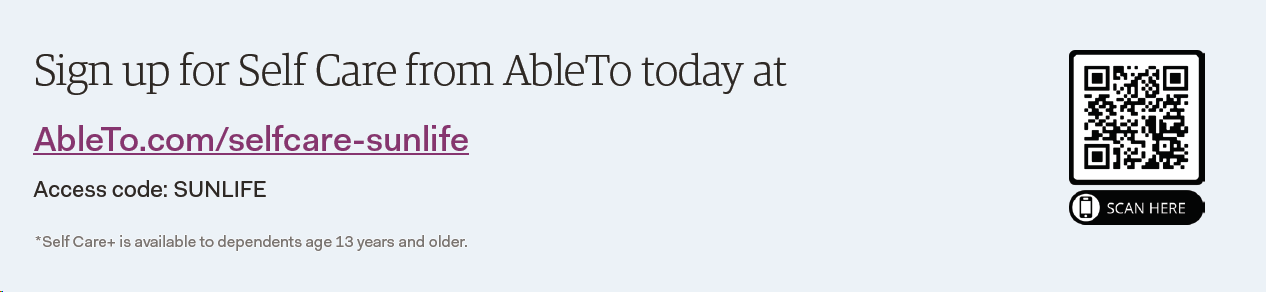 Sign up for Self Care from AbleTo today at
AbleTo.com/selfcare-sunlife
Access code: SUNLIFE
*Self Care+ is available to dependents age 13 years and older.
SCAN HERE